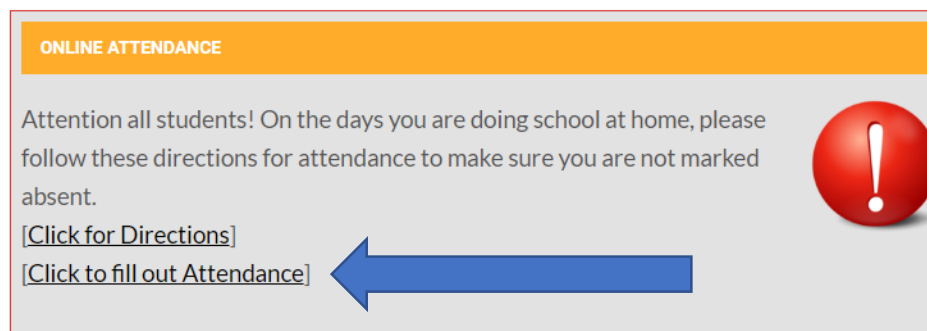 ONLINE ATTENDANCE
Attention all students! On the days you are doing school at home, please
follow these directions for attendance to make sure you are not marked
absent.
[Click for Directions]
[Click to fill out Attendance]